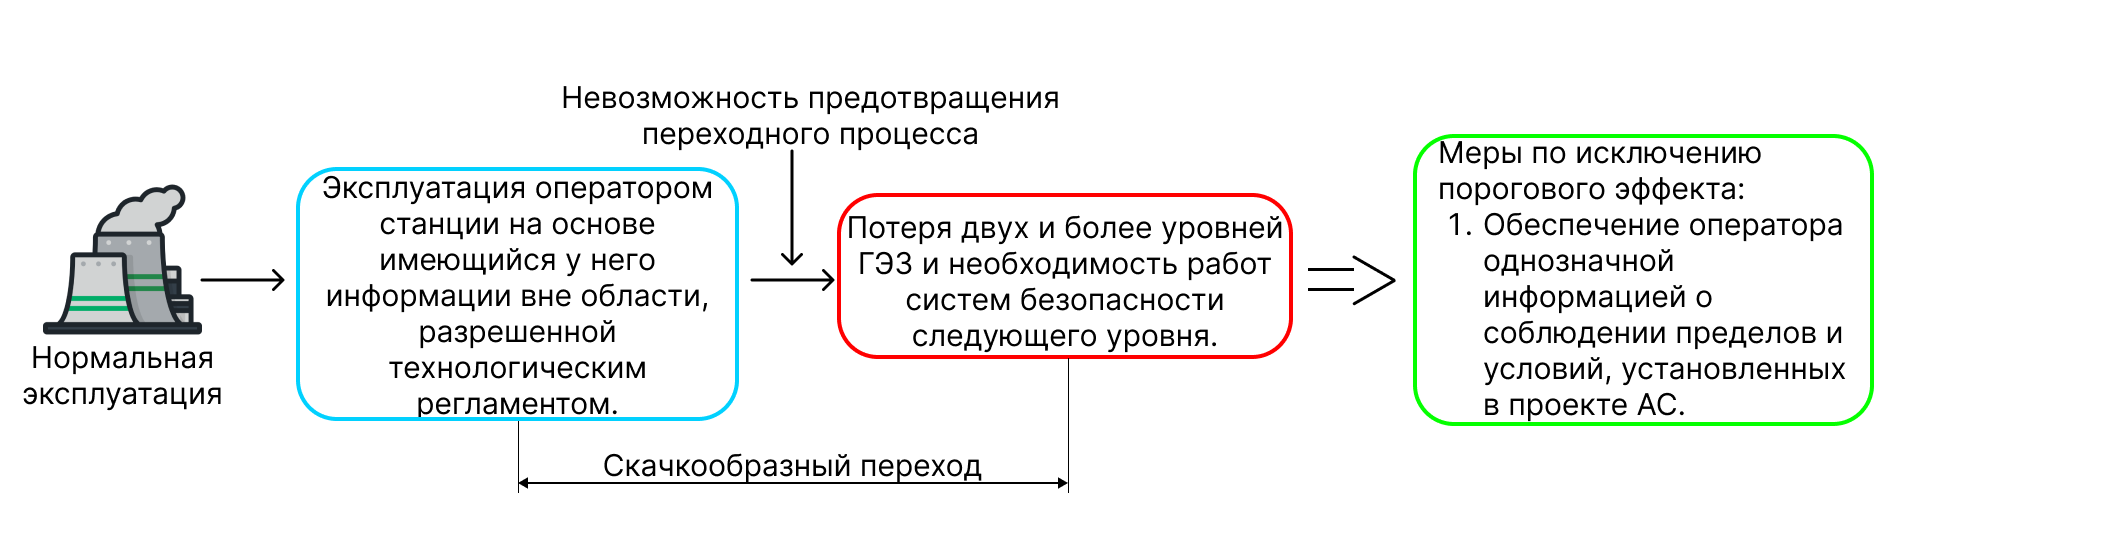 Нормальная
эксплуатация
Эксплуатация оператором
станции на основе
имеющийся у него
информации вне области,
разрешенной
технологическим
регламентом.
Невозможность предотвращения
переходного процесса
Потеря двух и более уровней
ГЭЗ и необходимость работ
систем безопасности
следующего уровня.
Скачкообразный переход
Меры по исключению
порогового эффекта:
1. Обеспечение оператора
однозначной
информацией о
соблюдении пределов и
условий, установленных
в проекте АС.